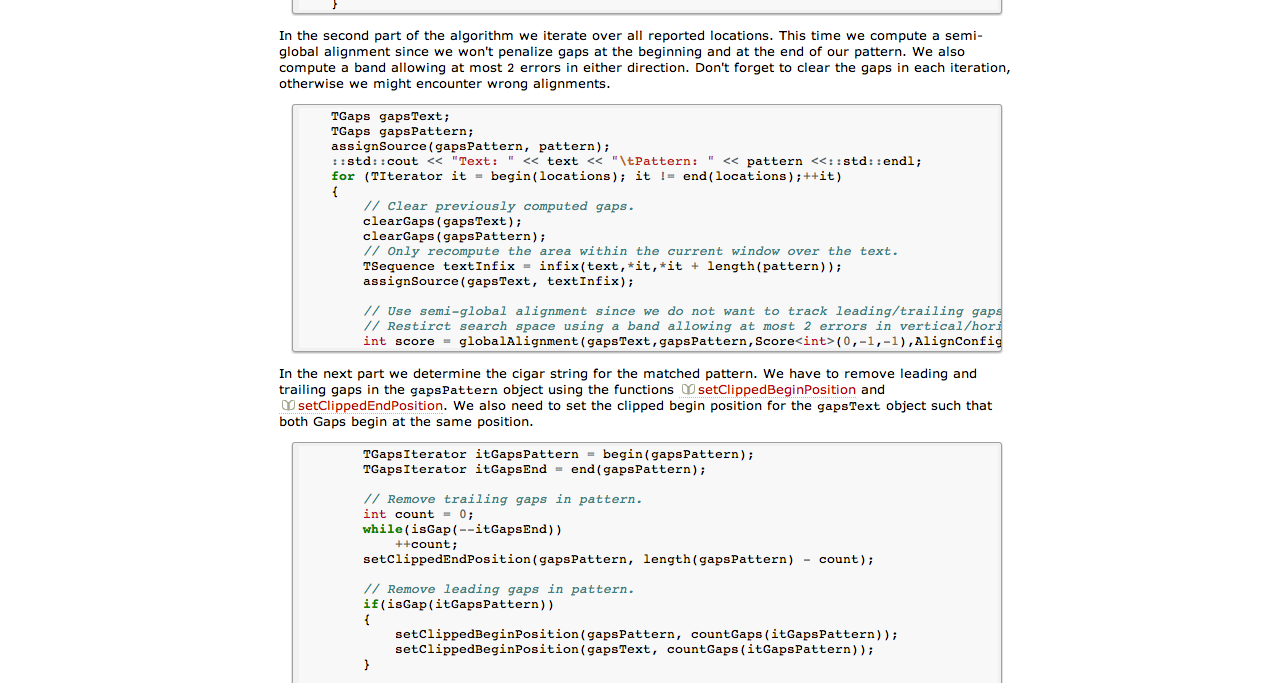 }
In the second part of the algorithm we iterate over all reported locations. This time we compute a semi-
global alignment since we won't penalize gaps at the beginning and at the end of our pattern. We also
compute a band allowing at most 2 errors in either direction. Don't forget to clear the gaps in each iteration,
otherwise we might encounter wrong alignments.
TGaps gapsText;
TGaps gapsPattern;
assignSource(gapsPattern, pattern);
::std::cout << "Text: " << text << "\tPattern: " << pattern <<::std::endl;
for (TIterator it = begin(locations); it != end(locations);++it)
{
// Clear previously computed gaps.
clearGaps(gapsText);
clearGaps(gapsPattern);
// Only recompute the area within the current window over the text.
TSequence textInfix = infix(text,*it,*it + length(pattern));
assignSource(gapsText, textInfix);
// Use semi-global alignment since we do not want to track leading/trailing gaps
// Restirct search space using a band allowing at most 2 errors in vertical/hori
int score = globalAlignment(gapsText,gapsPattern,Score<int>(0,-1,-1),AlignConfig
In the next part we determine the cigar string for the matched pattern. We have to remove leading and
trailing gaps in the gapsPattern object using the functions setClippedBeginPosition and
setClippedEndPosition. We also need to set the clipped begin position for the gapsText object such that
both Gaps begin at the same position.
TGapsIterator itGapsPattern = begin(gapsPattern);
TGapsIterator itGapsEnd = end(gapsPattern);
// Remove trailing gaps in pattern.
int count = 0;
while(isGap(--itGapsEnd))
++count;
setClippedEndPosition(gapsPattern, length(gapsPattern) - count);
// Remove leading gaps in pattern.
if(isGap(itGapsPattern))
{
setClippedBeginPosition(gapsPattern, countGaps(itGapsPattern));
setClippedBeginPosition(gapsText, countGaps(itGapsPattern));
}